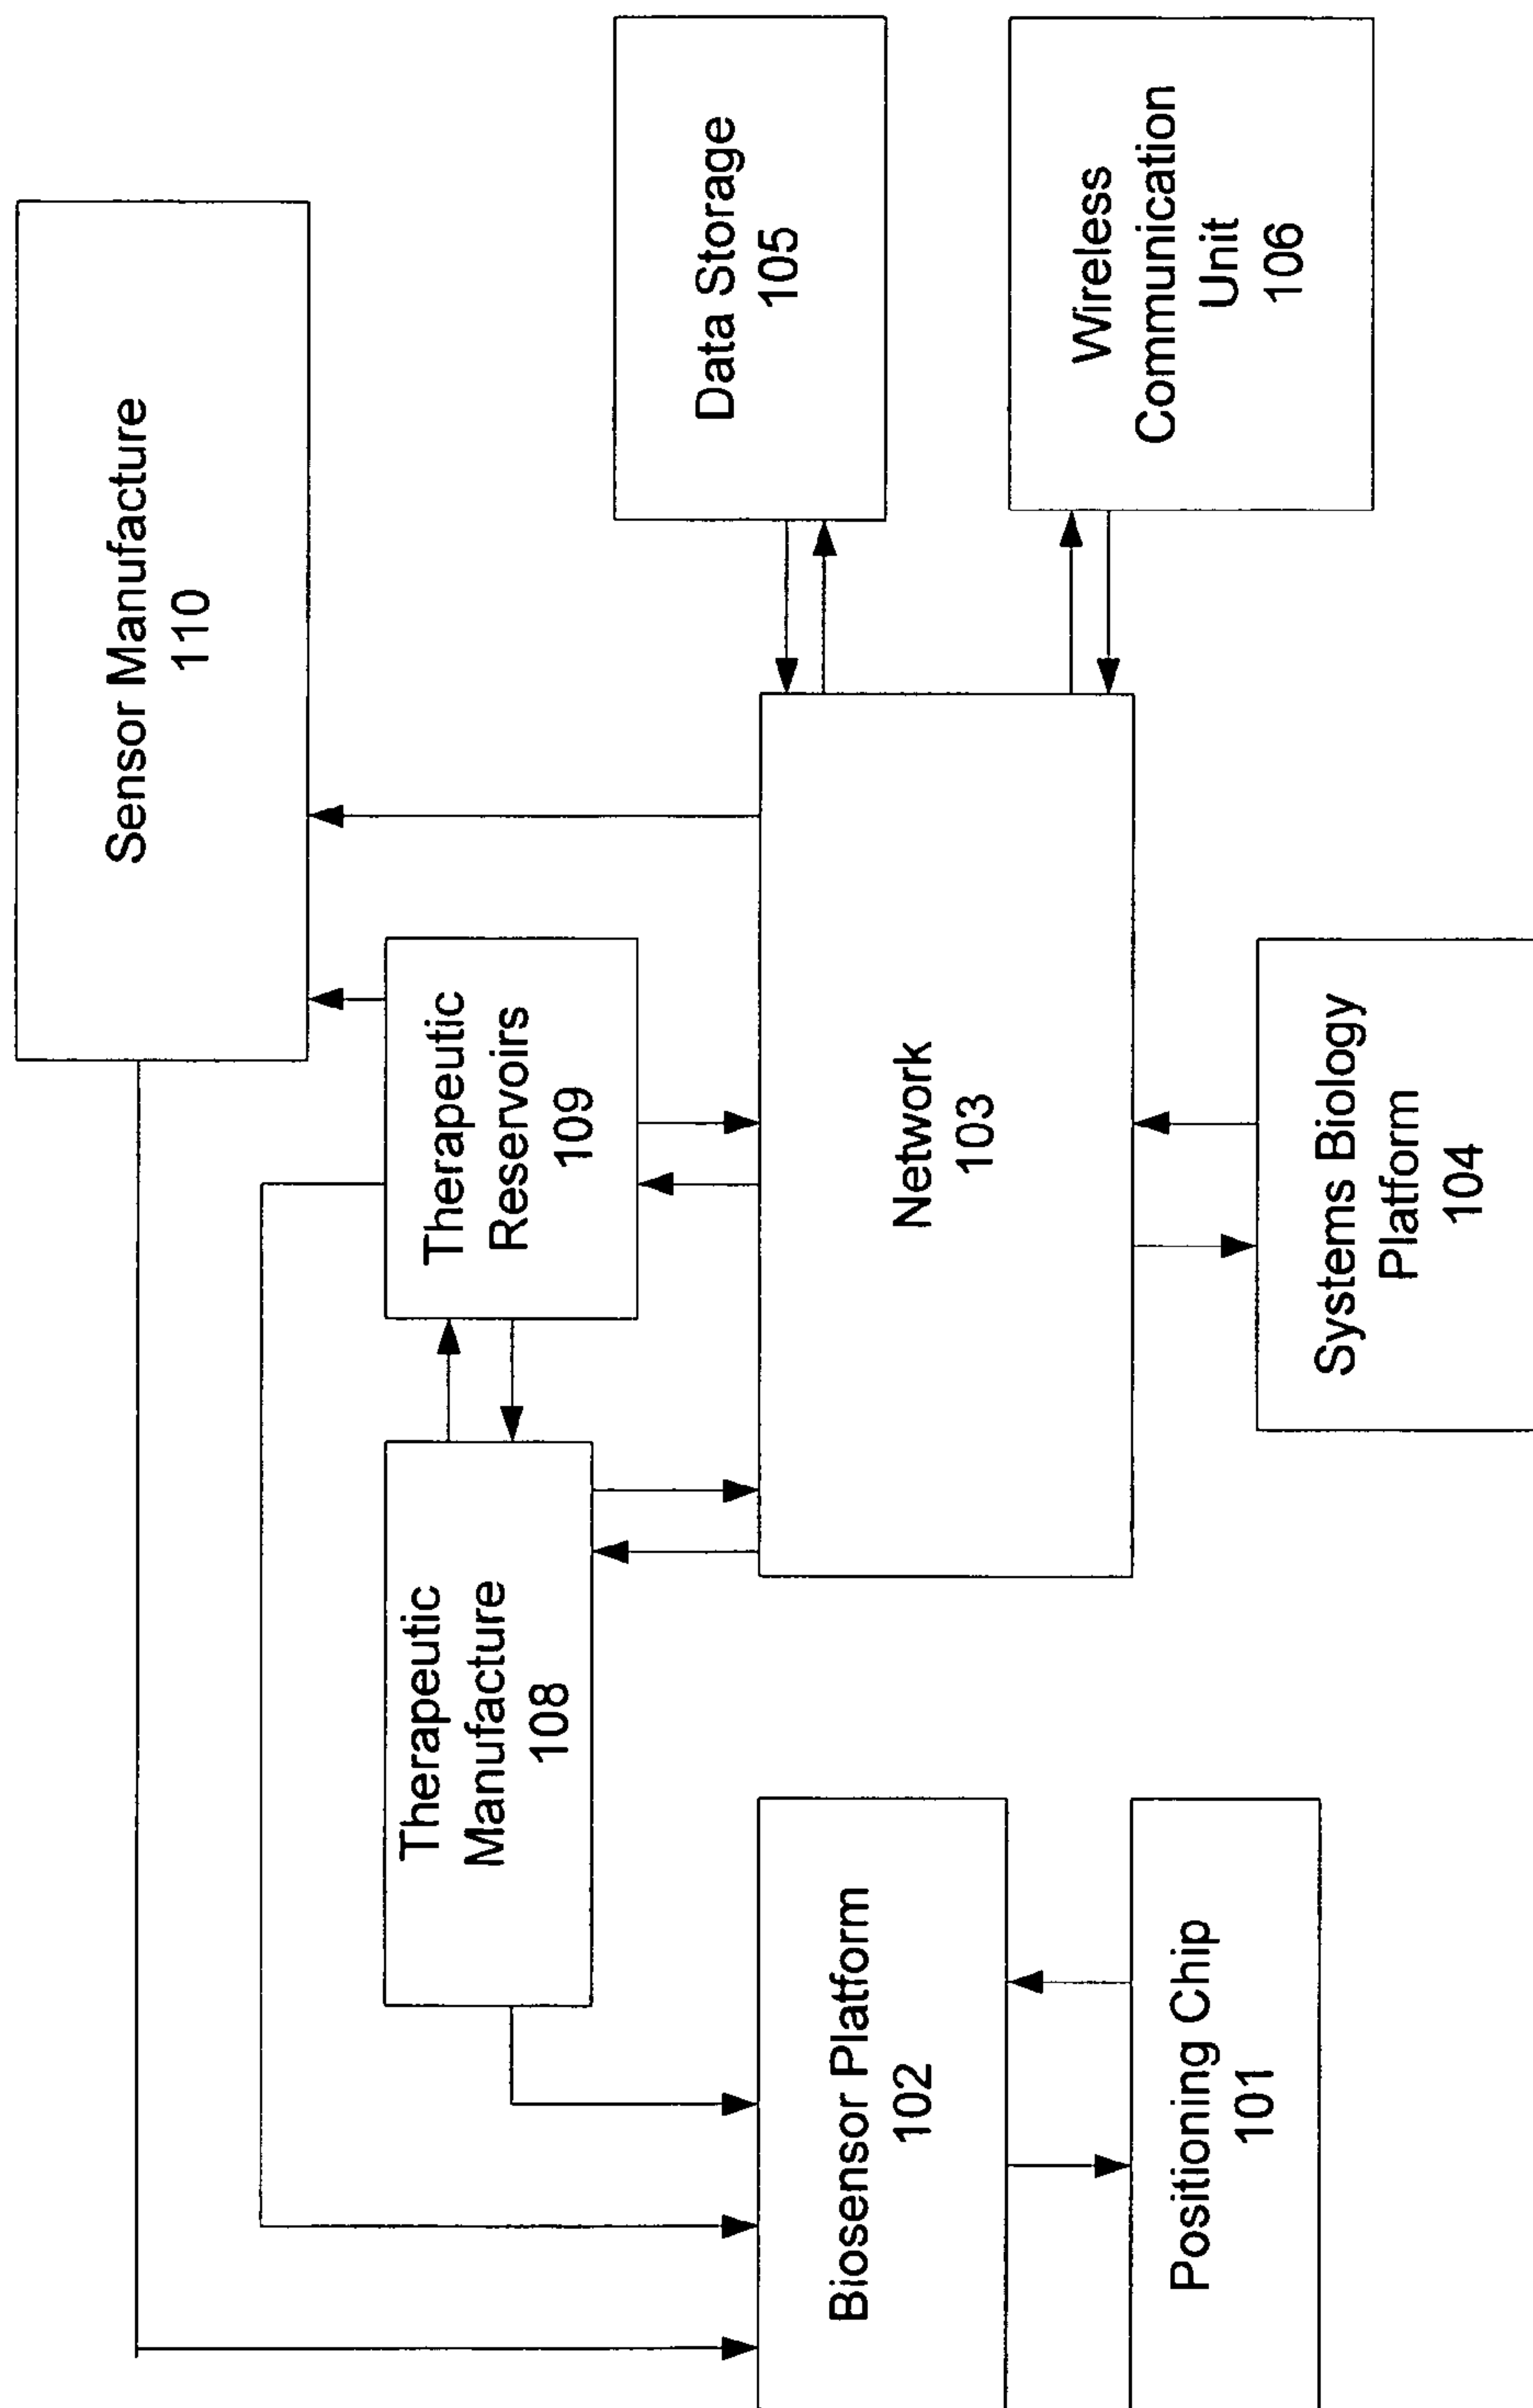 Sensor Manufacture
110
Therapeutic
Manufacture
108
Therapeutic
Reservoirs
109
Data Storage
105
Biosensor Platform
102
Network
103
Wireless
Communication
Unit
106
Positioning Chip
101
Systems Biology
Platform
104